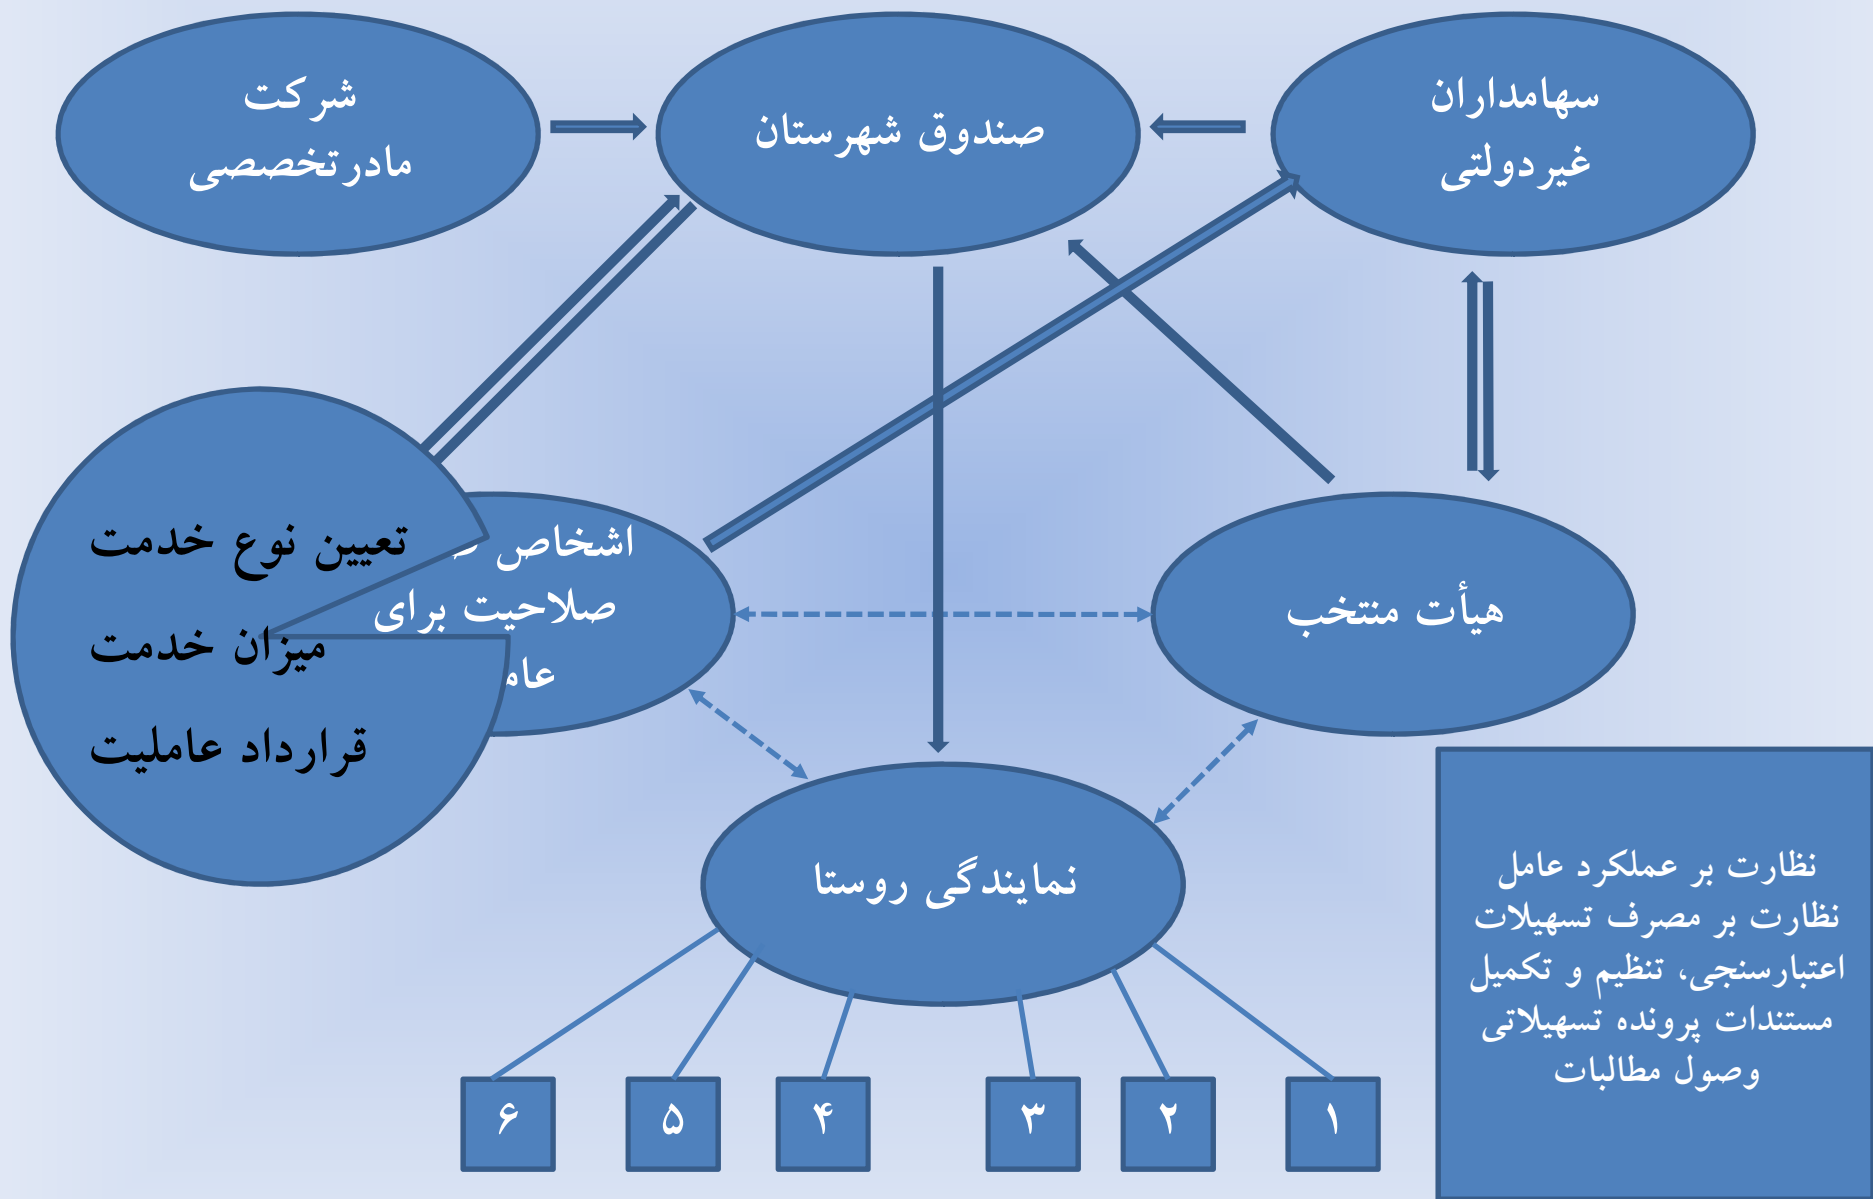 سهامداران
غیردولتی
صندوق شهرستان
شرکت
مادرتخصصی
هیأت منتخب
اشخاص
صلاحیت برای
تعیین نوع خدمت
میزان خدمت
قرارداد عاملیت
نمایندگی روستا
نظارت بر عملکرد عامل
نظارت بر مصرف تسهیلات
اعتبارسنجی، تنظیم و تکمیل
مستندات پرونده تسهیلاتی
وصول مطالبات
۱
۲
۳
۴
۵
۶